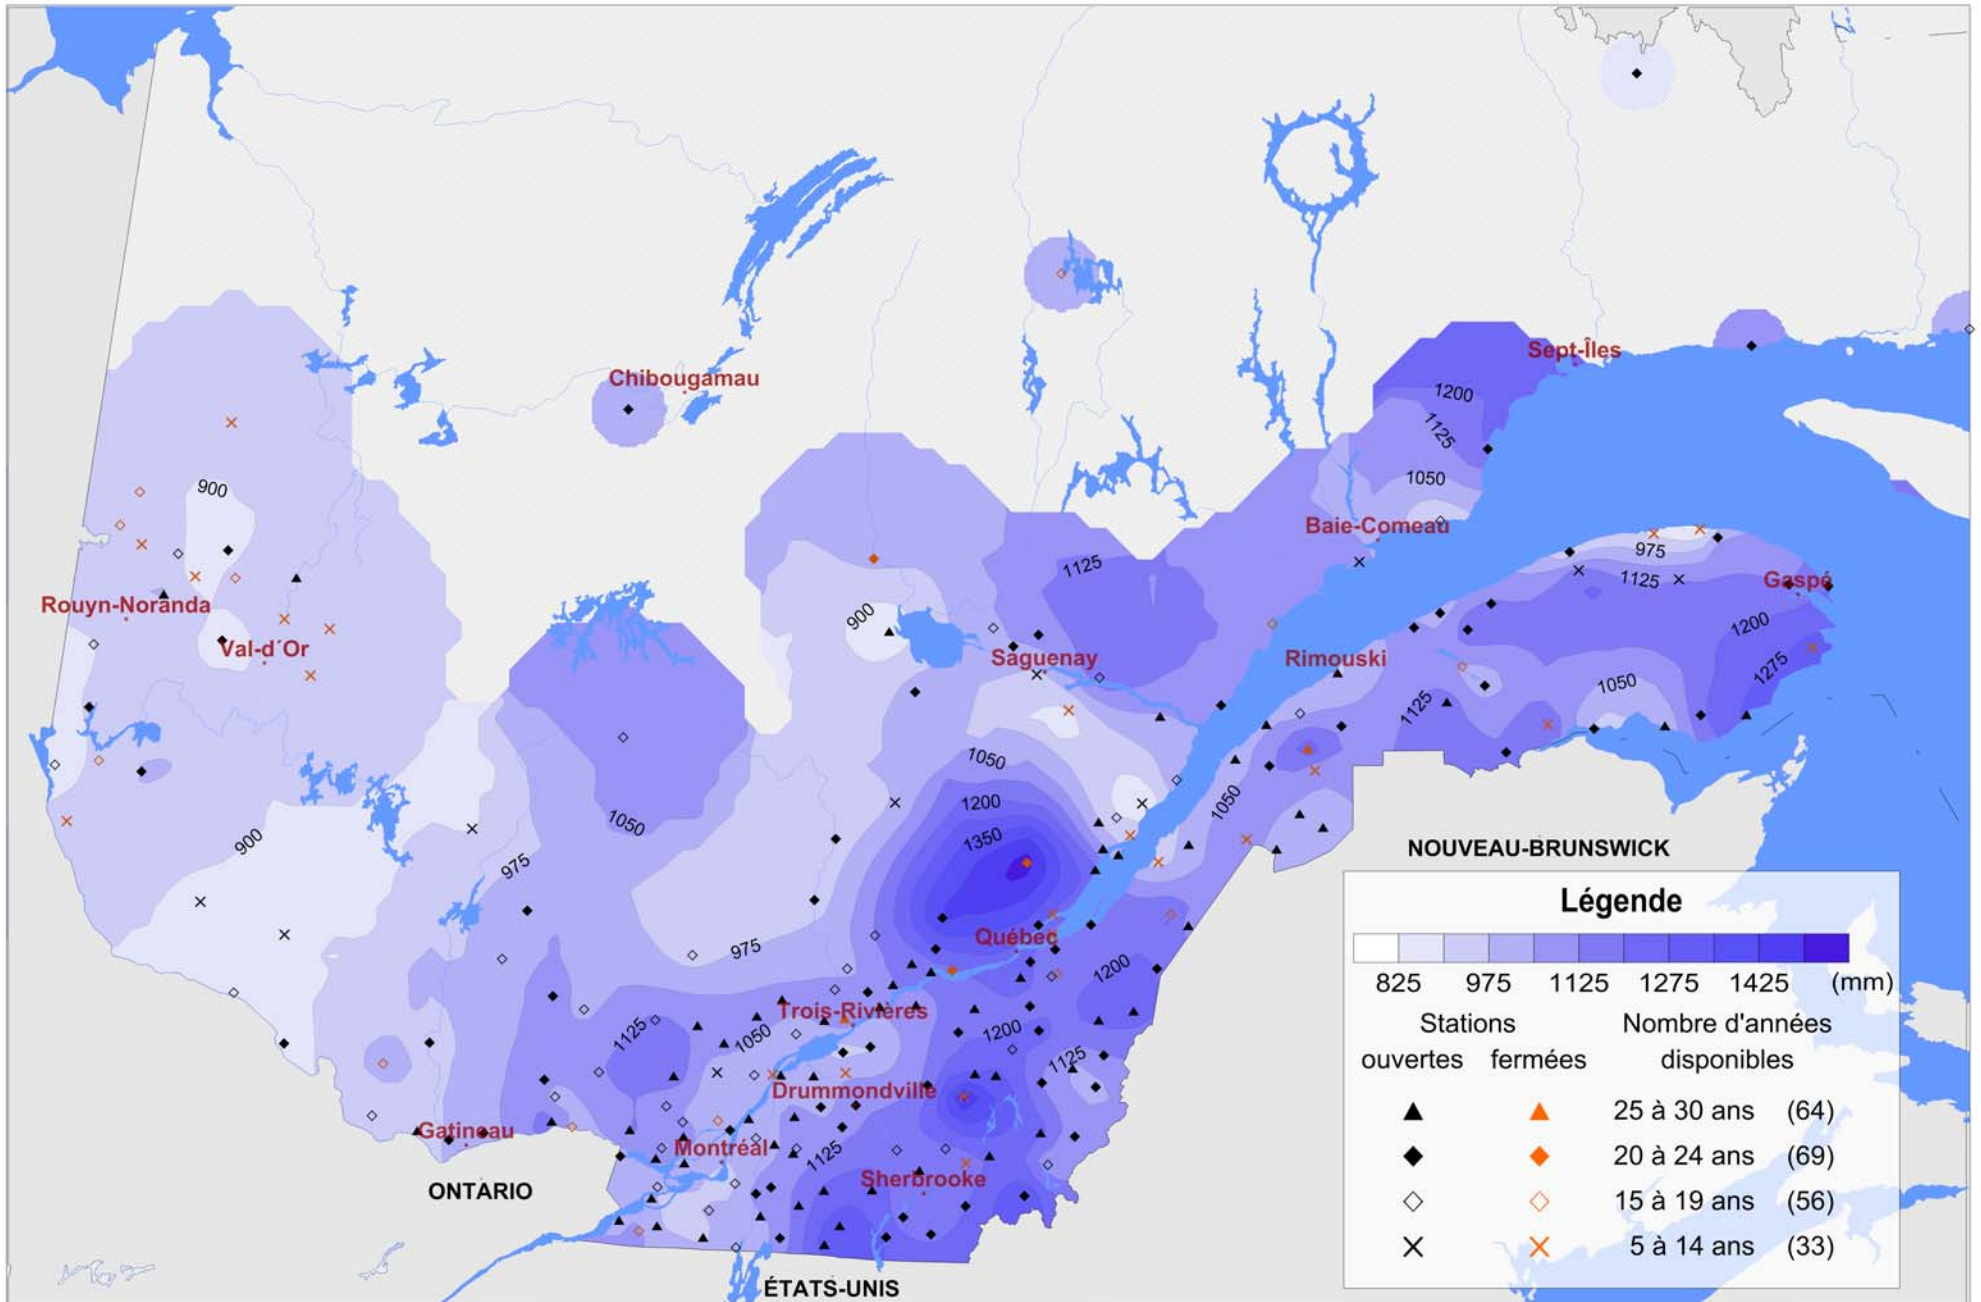 Sept-Îles
Chibougamau
1200
1125
1050
900
Baie-Comeau
975
1125
1125
Gaspé
Rouyn-Noranda
900
1200
Val-d´Or
Saguenay
Rimouski
1275
1050
1125
1050
1200
1050
1050
900
1350
975
NOUVEAU-BRUNSWICK
Québec
975
1200
Trois-Rivières
1125
1050
1200
1125
Drummondville
Gatineau
Montréal
1125
Sherbrooke
ONTARIO
ÉTATS-UNIS
Légende
825 975 1125 1275 1425 (mm)
Stations Nombre d'années
ouvertes fermées disponibles
25 à 30 ans (64)
20 à 24 ans (69)
15 à 19 ans (56)
5 à 14 ans (33)